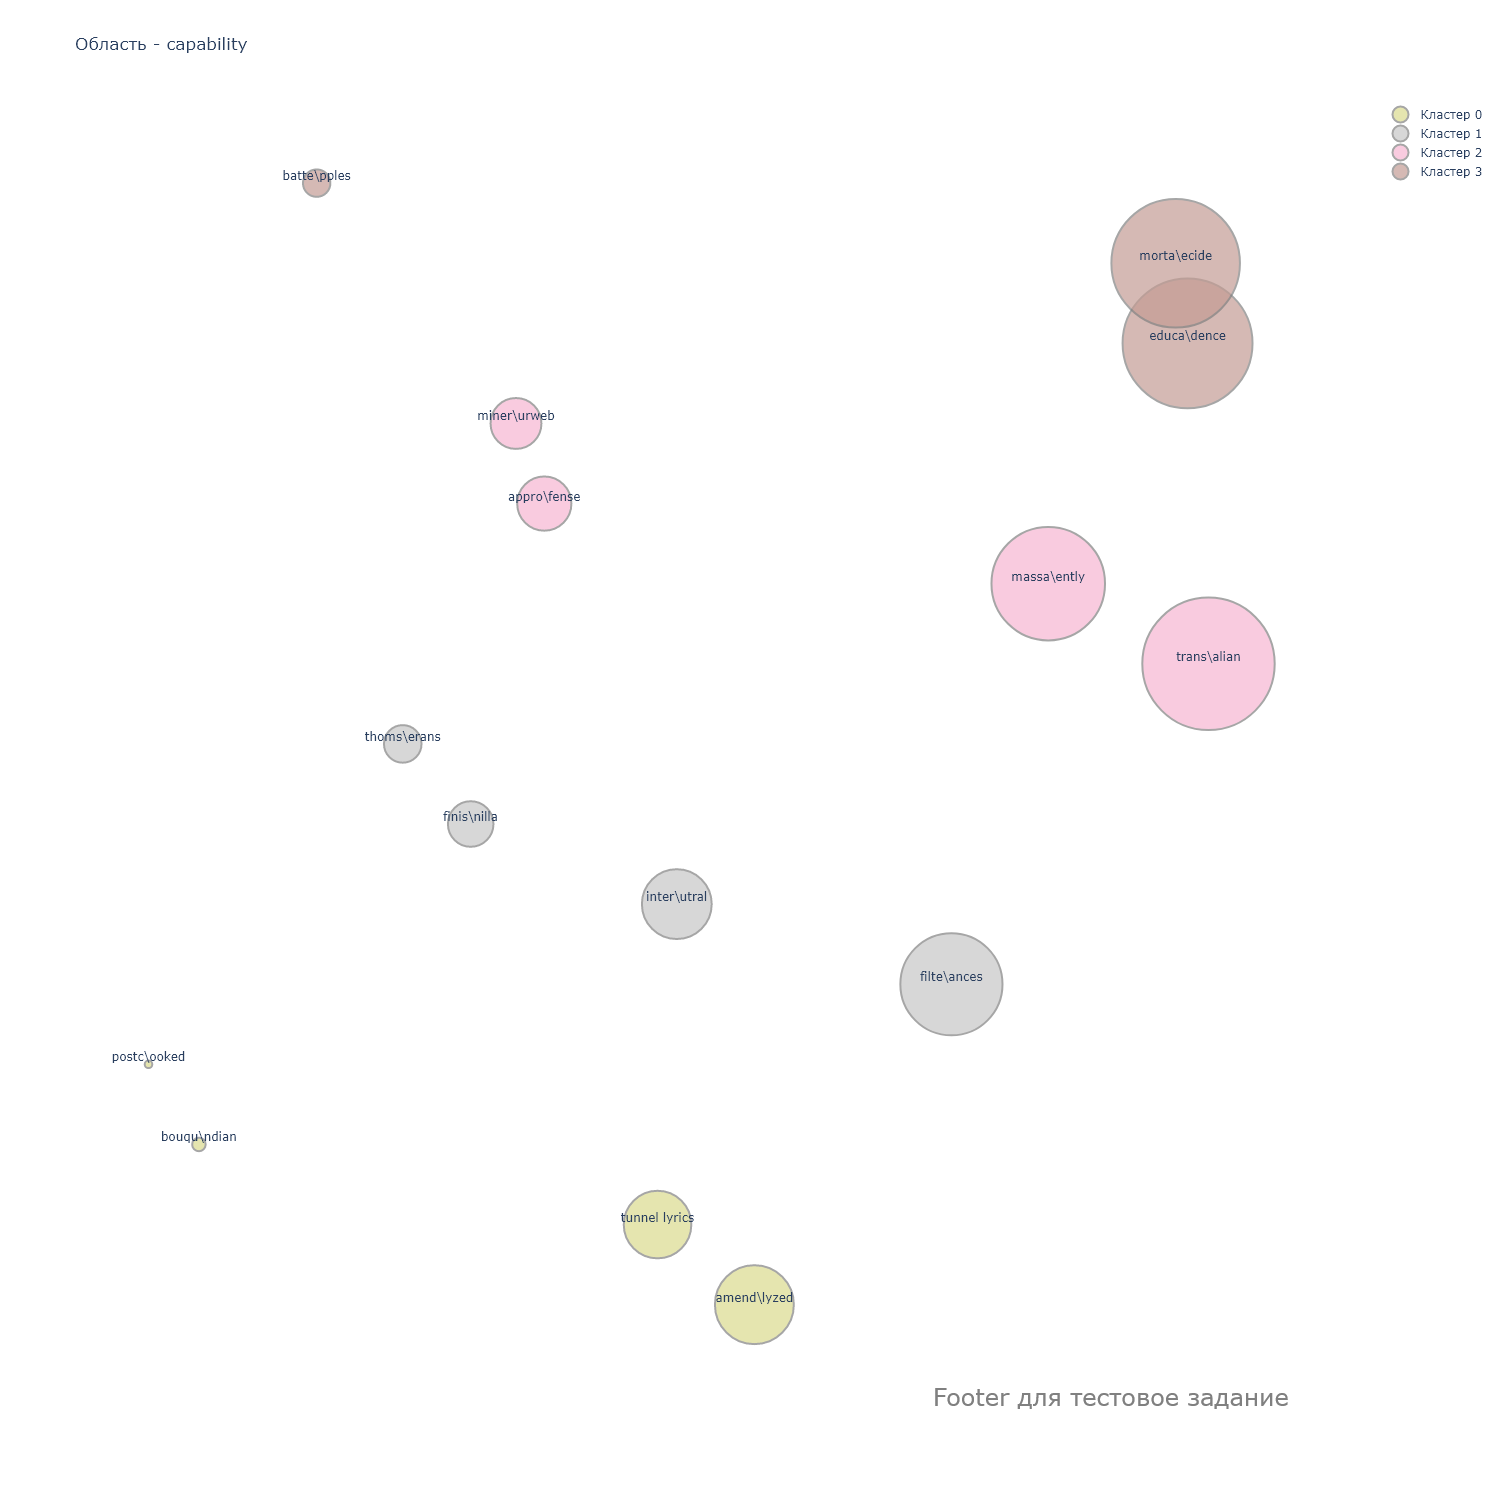 Область - capability
Кластер 0
Кластер 1
Кластер 2
Кластер 3
batte\pples
morta\ecide
educa\dence
miner\urweb
appro\fense
massa\ently
trans\alian
thoms\erans
finis\nilla
inter\utral
filte\ances
postc\ooked
bouqu\ndian
tunnel lyrics
amend\lyzed
Footer для тестовое задание